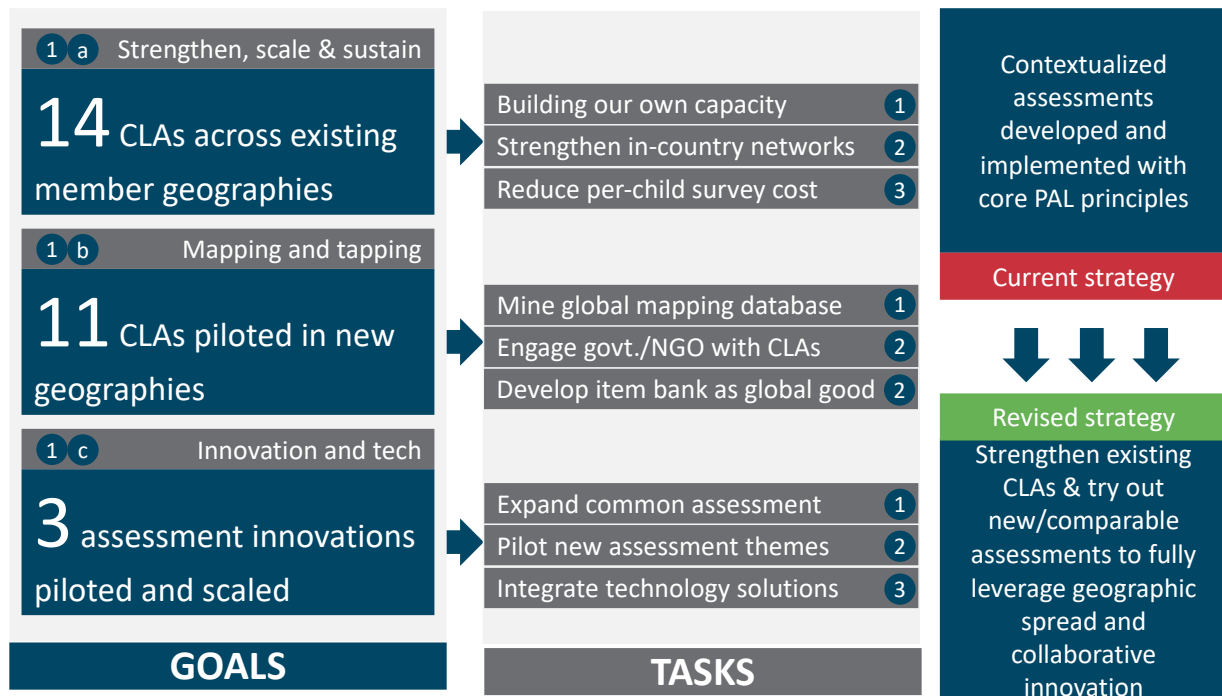 1 a Strengthen, scale & sustain
14 CLAs across existing
member geographies
1 b Mapping and tapping
11 CLAs piloted in new
geographies
1 c Innovation and tech
3 assessment innovations
piloted and scaled
GOALS
Building our own capacity 1
Strengthen in-country networks 2
Reduce per-child survey cost 3
Mine global mapping database 1
Engage govt./NGO with CLAs 2
Develop item bank as global good 2
Expand common assessment 1
Pilot new assessment themes 2
Integrate technology solutions 3
TASKS
Contextualized
assessments
developed and
implemented with
core PAL principles
Current strategy
Revised strategy
Strengthen existing
CLAs & try out
new/comparable
assessments to fully
leverage geographic
spread and
collaborative
innovation